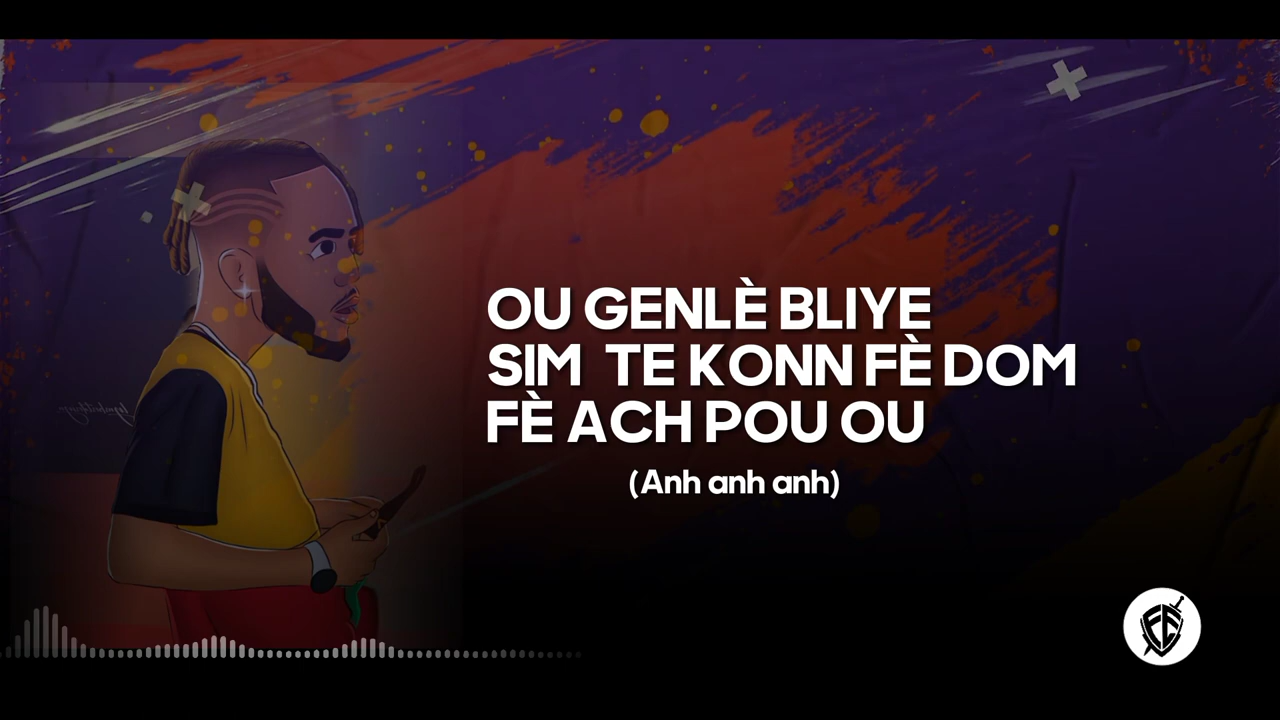 OU GENLÈ BLIYE
SIM TE KONN FÈ DOM
FÈ ACH POU OU
(Anh anh anh)